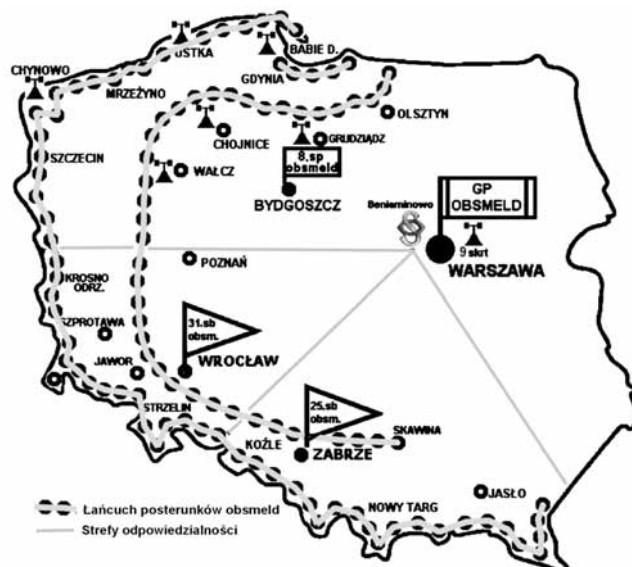 USTKA
BABIE D.
CHYNOWO
GDYNIA
MRZEŻYNO
OLSZTYN
CHOJNICE
GRUDZIĄDZ
SZCZECIN
8.sp
obsmeld
WAŁCZ
GP
OBSMELD
BYDGOSZCZ
Beniaminowo
9 skrt
WARSZAWA
POZNAŃ
KROSNO
ODRZ.
SZPROTAWA
31.sb
obsm.
JAWOR
WROCŁAW
25.sb
obsm.
STRZELIN
SKAWINA
KOŹLE
ZABRZE
JASŁO
NOWY TARG
Łańcuch posterunków obsmeld
Strefy odpowiedzialności